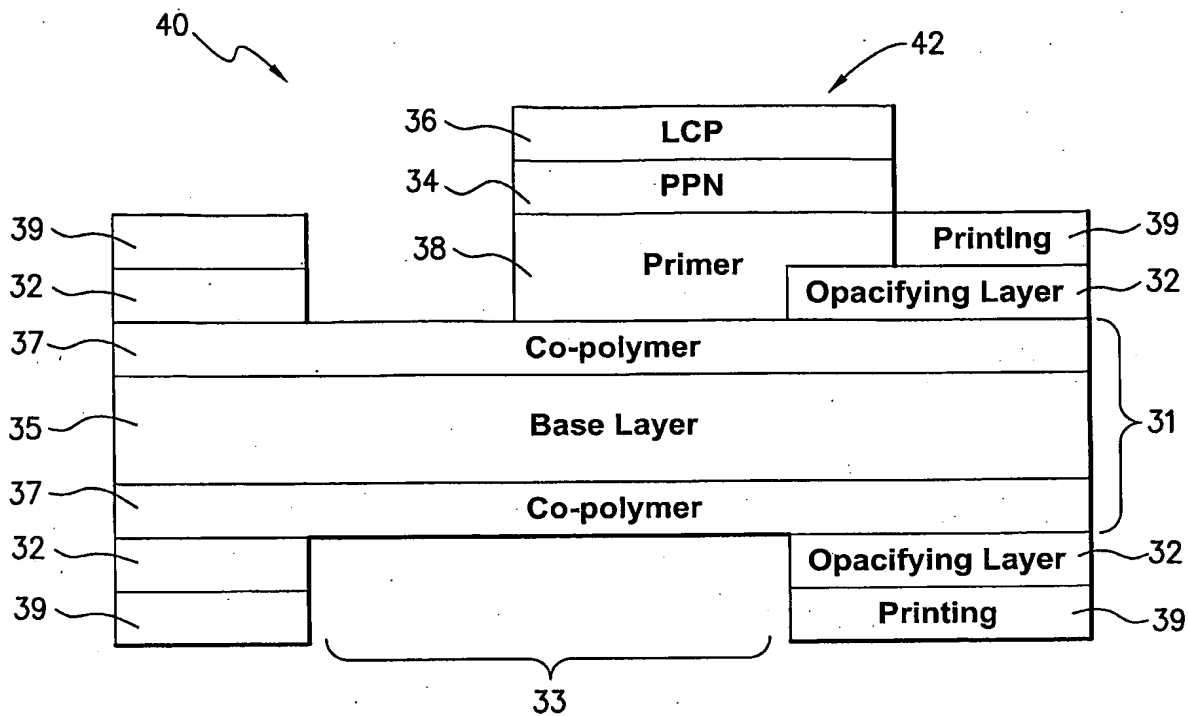 40
42
36 LCP
34 PPN
39 Printing 39
38 Primer
32 Opacifying Layer 32
37 Co-polymer
35 Base Layer 31
37 Co-polymer
32 Opacifying Layer 32
39 Printing 39
33